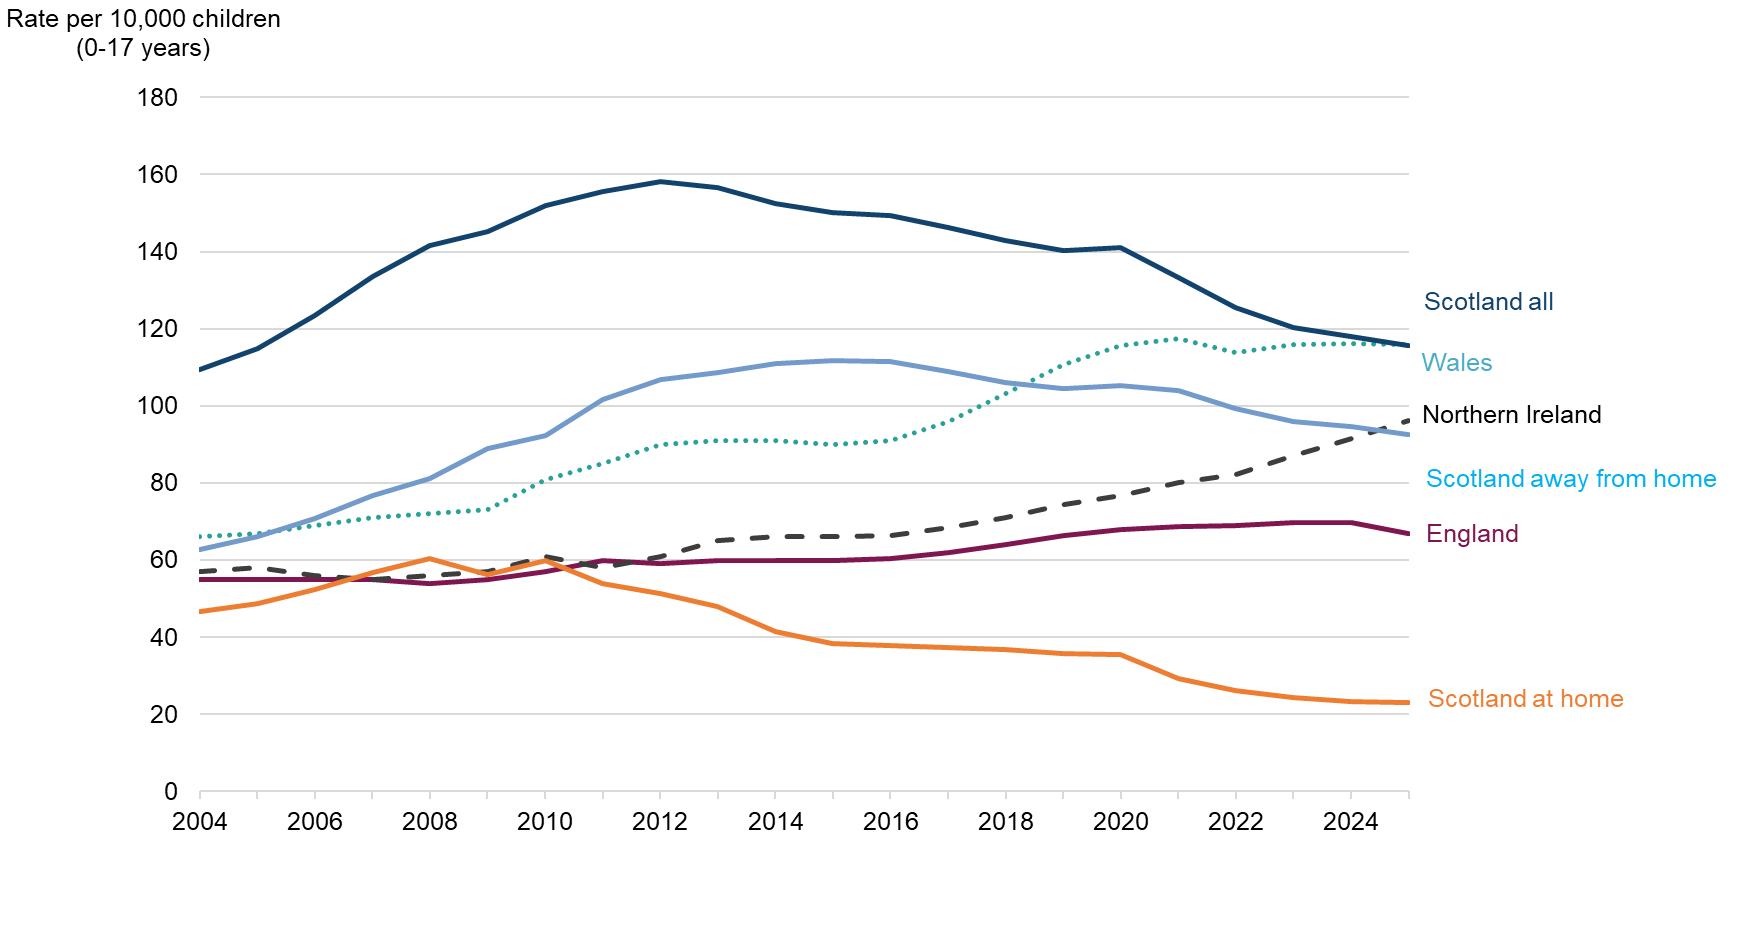 Rate per 10,000 children
(0-17 years)
180
160
140
120
100
80
60
40
20
0
2004 2006 2008 2010 2012 2014 2016 2018 2020 2022 2024
Scotland all
Wales
Northern Ireland
Scotland away from home
England
Scotland at home